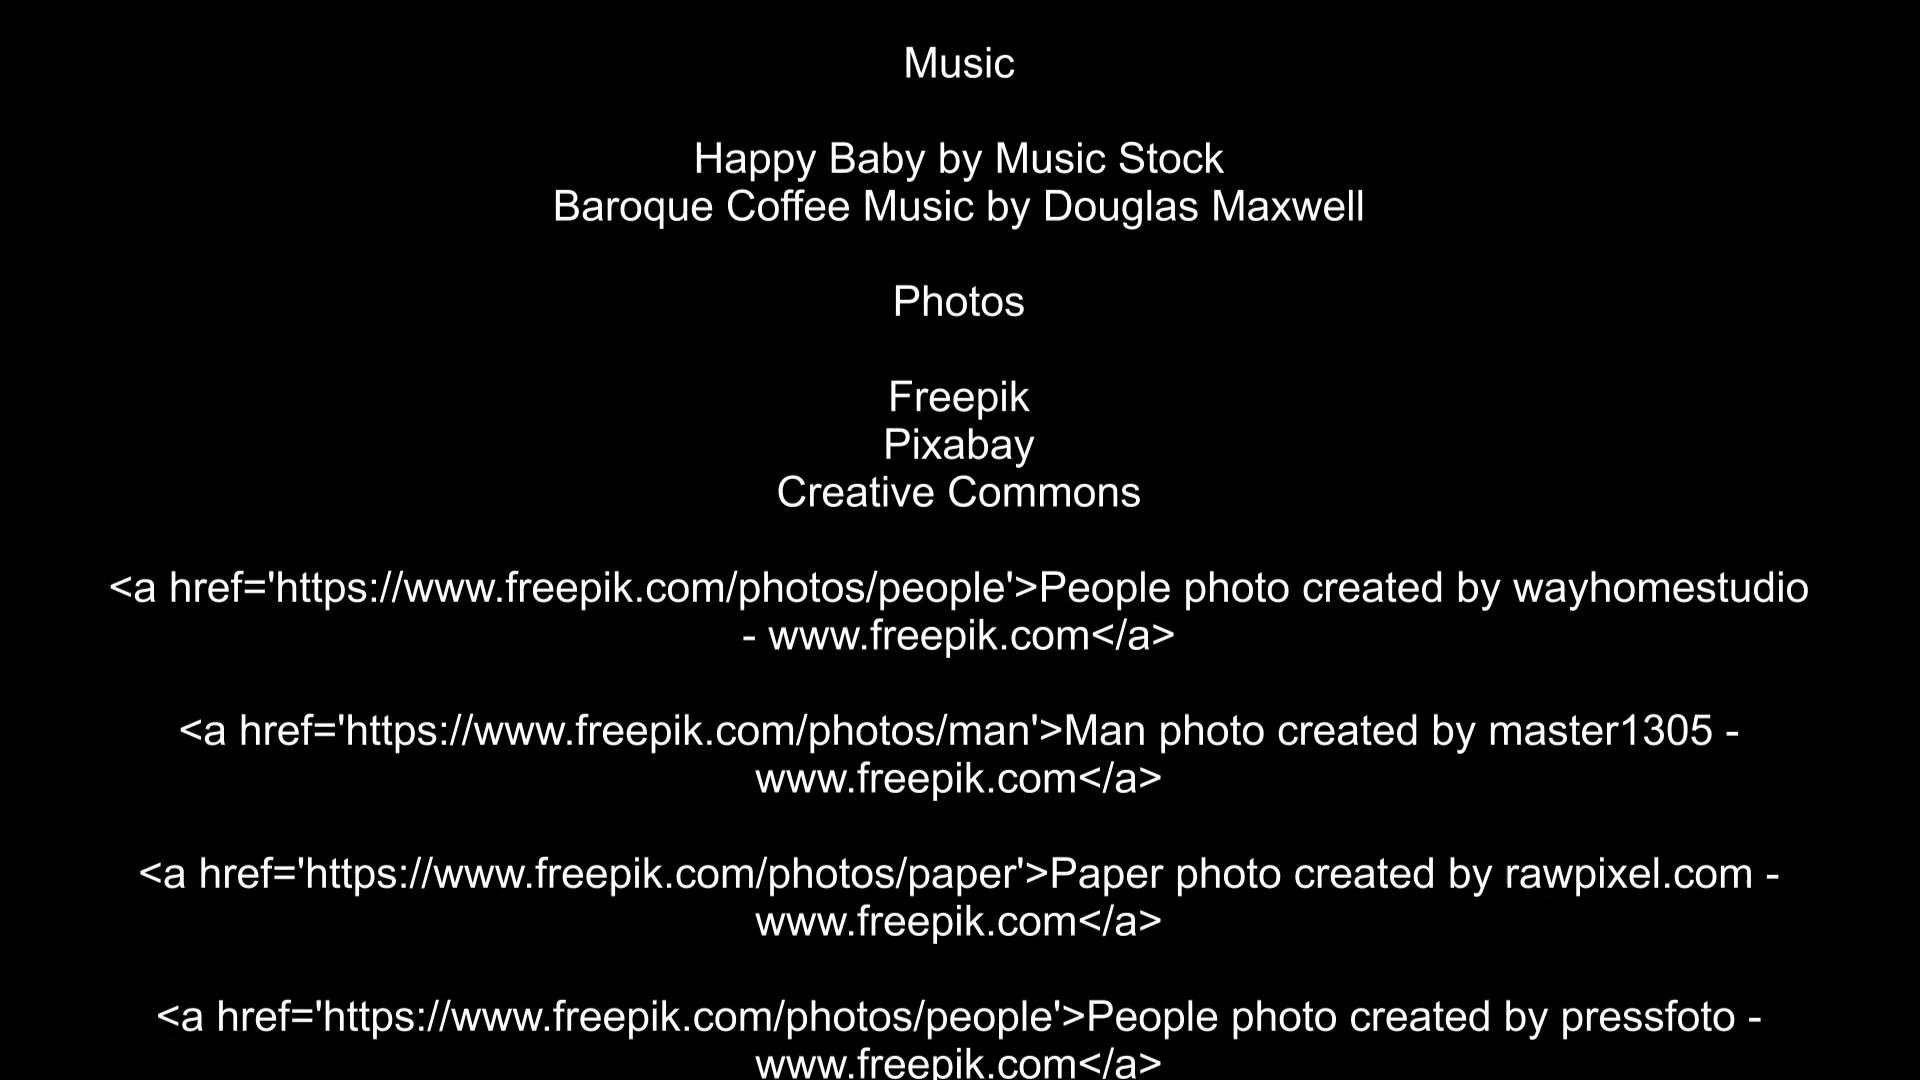 Music
Happy Baby by Music Stock
Baroque Coffee Music by Douglas Maxwell
Photos
Freepik
Pixabay
Creative Commons
<a href='https://www.freepik.com/photos/people'>People photo created by wayhomestudio
- www.freepik.com</a>
<a href='https://www.freepik.com/photos/man'>Man photo created by master1305 -
www.freepik.com</a>
<a href='https://www.freepik.com/photos/paper'>Paper photo created by rawpixel.com -
www.freepik.com</a>
<a href='https://www.freepik.com/photos/people'>People photo created by pressfoto -
www.freepik.com</a>